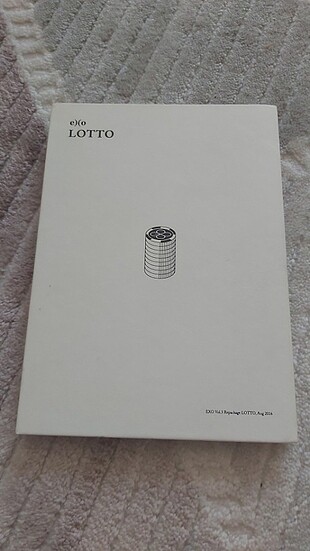 e)(o
LOTTO
EXO Vol.3 Repackage LOTTO, Aug 2016